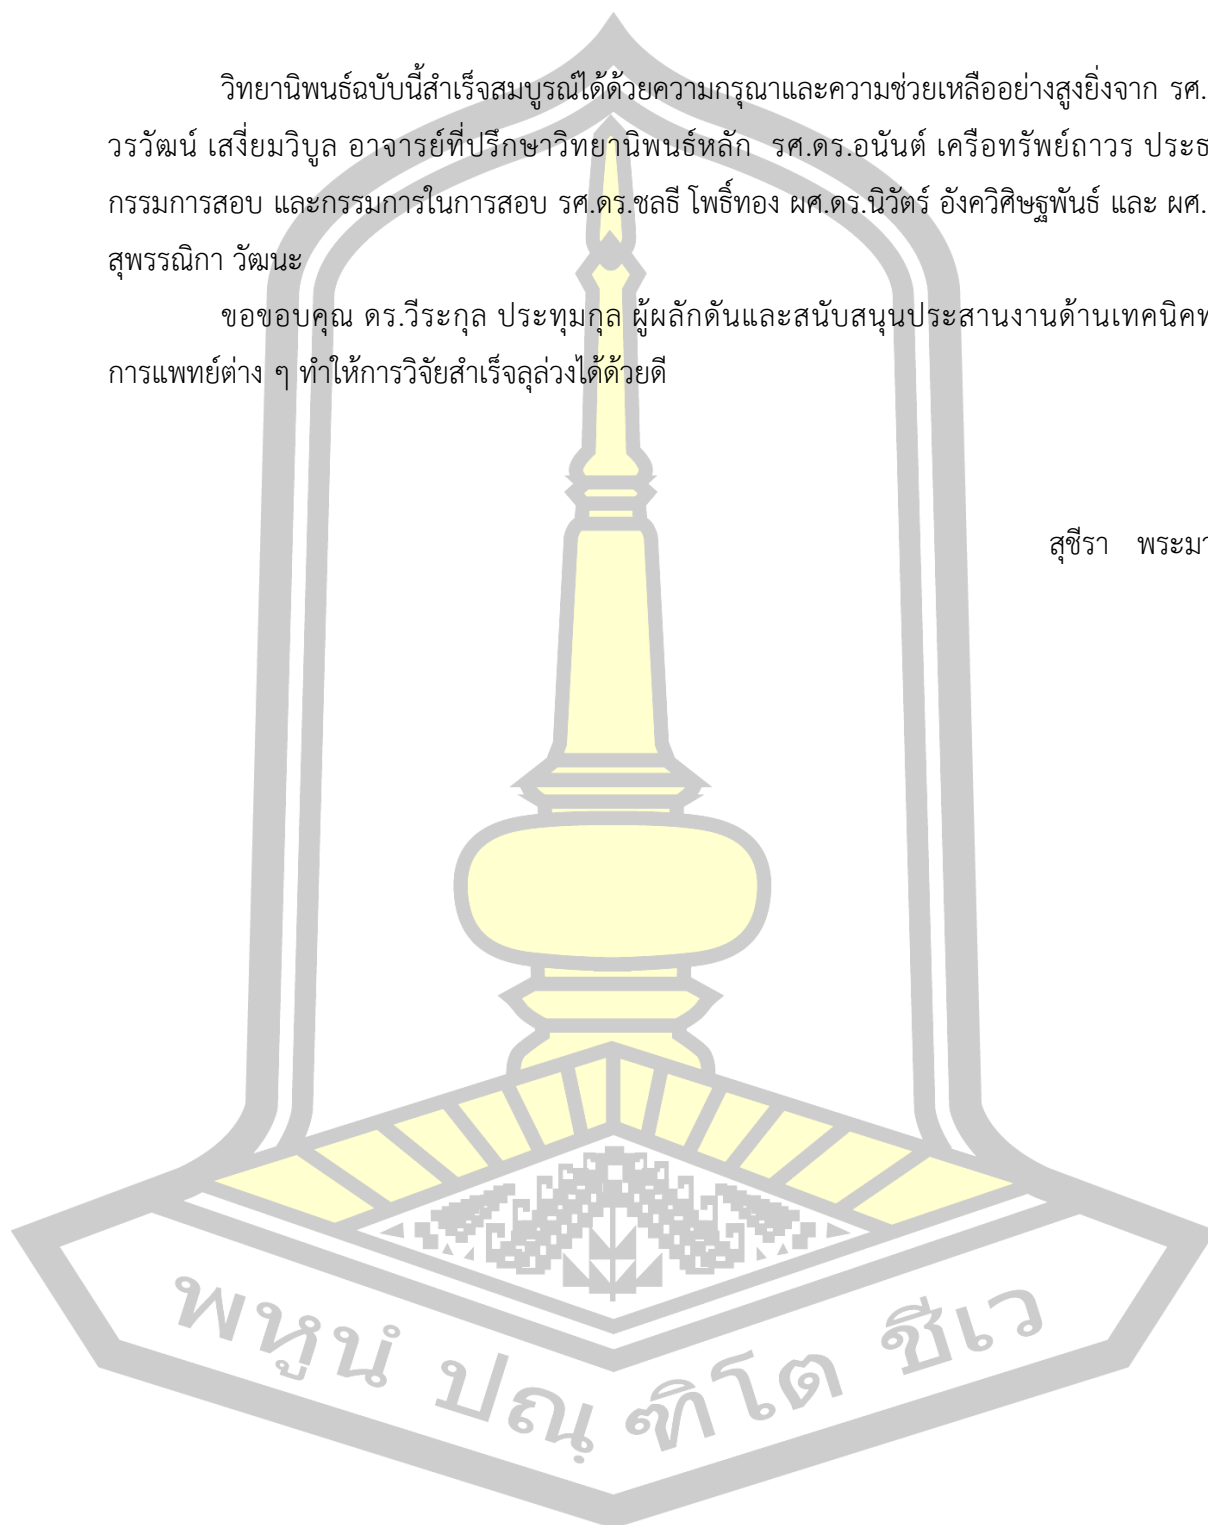 วิทยานิพนธ์ฉบับนี้สำเร็จสมบูรณ์ได้ด้วยความกรุณาและความช่วยเหลืออย่างสูงยิ่งจาก รศ.
วรวัฒน์ เสงี่ยมวิบูล อาจารย์ที่ปรึกษาวิทยานิพนธ์หลัก รศ.ดร.อนันต์ เครือทรัพย์ถาวร ประธ
กรรมการสอบ และกรรมการในการสอบ รศ.ดร.ชลธี โพธิ์ทอง ผศ.ดร.นิวัตร์ อังควิศิษฐพันธ์ และ ผศ.
สุพรรณิกา วัฒนะ
ขอขอบคุณ ดร.วีระกุล ประทุมกุล ผู้ผลักดันและสนับสนุนประสานงานด้านเทคนิคท
การแพทย์ต่าง ๆ ทำให้การวิจัยสำเร็จลุล่วงได้ด้วยดี
สุชีรา พระมา
พหูนํ ปณฺฑิโต ชีเว